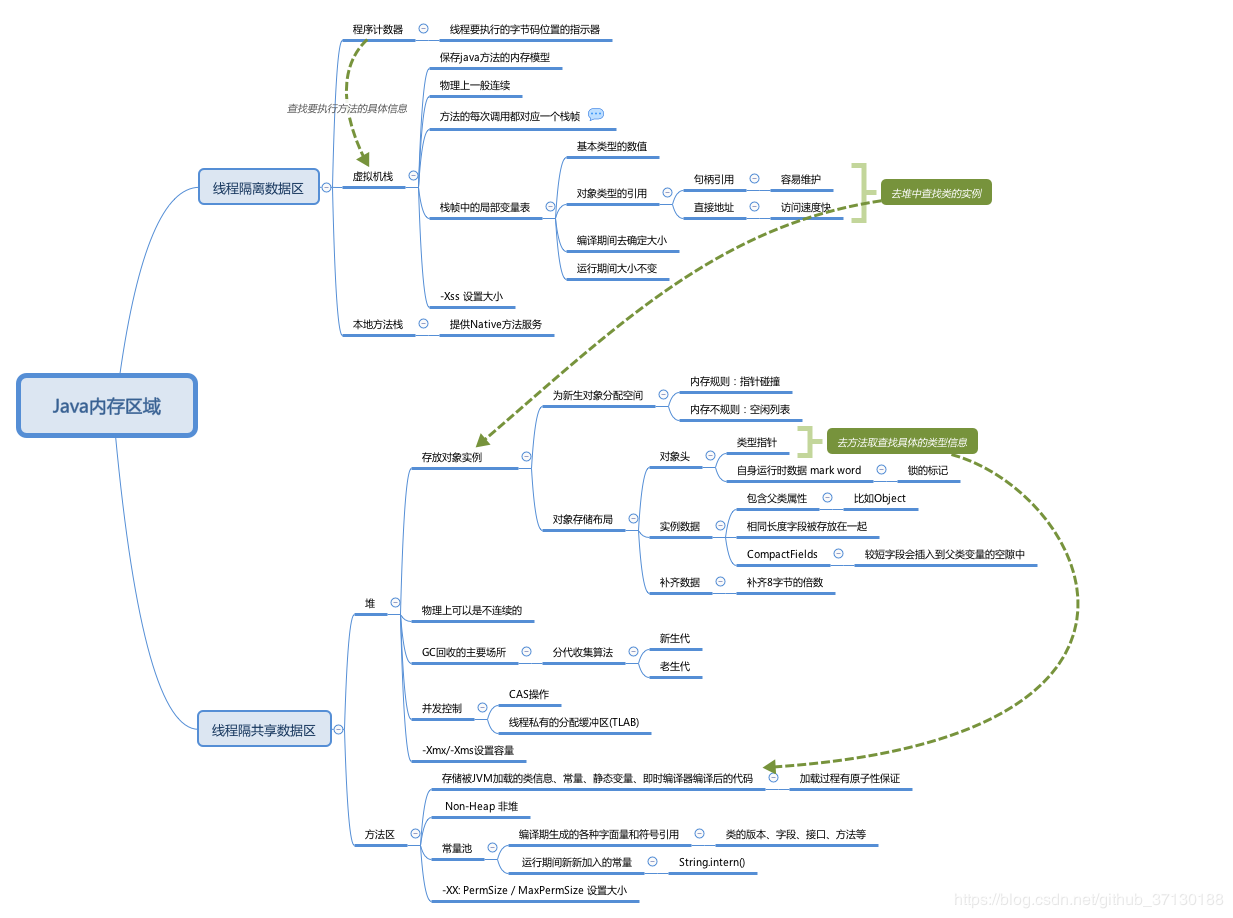 Java内存区域
线程隔离数据区
程序计数器
线程要执行的字节码位置的指示器
查找要执行方法的具体信息
虚拟机栈
保存java方法的内存模型
物理上一般连续
方法的每次调用都对应一个栈帧
栈帧中的局部变量表
基本类型的数值
对象类型的引用
句柄引用
容易维护
直接地址
访问速度快
去堆中查找类的实例
编译期间去确定大小
运行期间大小不变
-Xss 设置大小
本地方法栈
提供Native方法服务
线程隔共享数据区
堆
存放对象实例
为新生对象分配空间
内存规则：指针碰撞
内存不规则：空闲列表
对象存储布局
对象头
类型指针
去方法取查找具体的类型信息
自身运行时数据 mark word
锁的标记
实例数据
包含父类属性
比如Object
相同长度字段被存放在一起
CompactFields
较短字段会插入到父类变量的空隙中
补齐数据
补齐8字节的倍数
物理上可以是不连续的
GC回收的主要场所
分代收集算法
新生代
老生代
并发控制
CAS操作
线程私有的分配缓冲区(TLAB)
-Xmx/-Xms设置容量
方法区
存储被JVM加载的类信息、常量、静态变量、即时编译器编译后的代码
加载过程有原子性保证
Non-Heap 非堆
常量池
编译期生成的各种字面量和符号引用
类的版本、字段、接口、方法等
运行期间新新加入的常量
String.intern()
-XX: PermSize / MaxPermSize 设置大小
https://blog.csdn.net/github_37130188